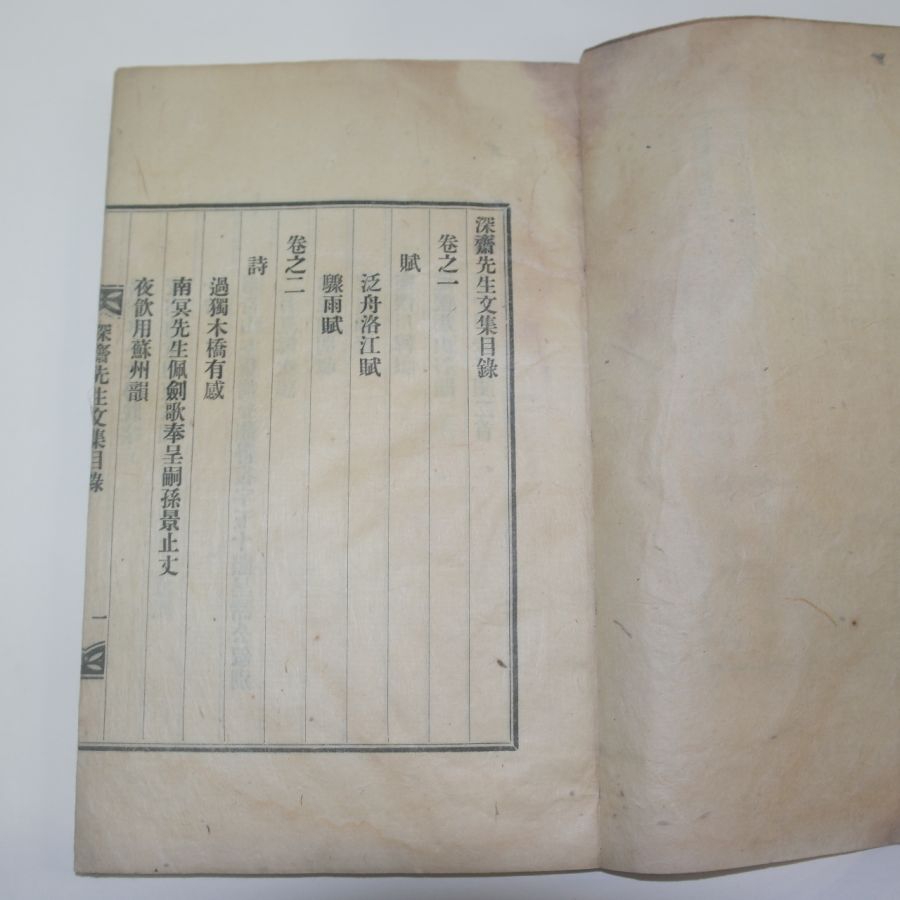 深齋先生文集目錄
卷之一
賦
泛舟洛江賦
驟雨賦
卷之二
詩
過獨木橋有感
南冥先生佩劍歌奉呈嗣孫景止丈
夜飮用蘇州韻
深齋先生文集目錄
一